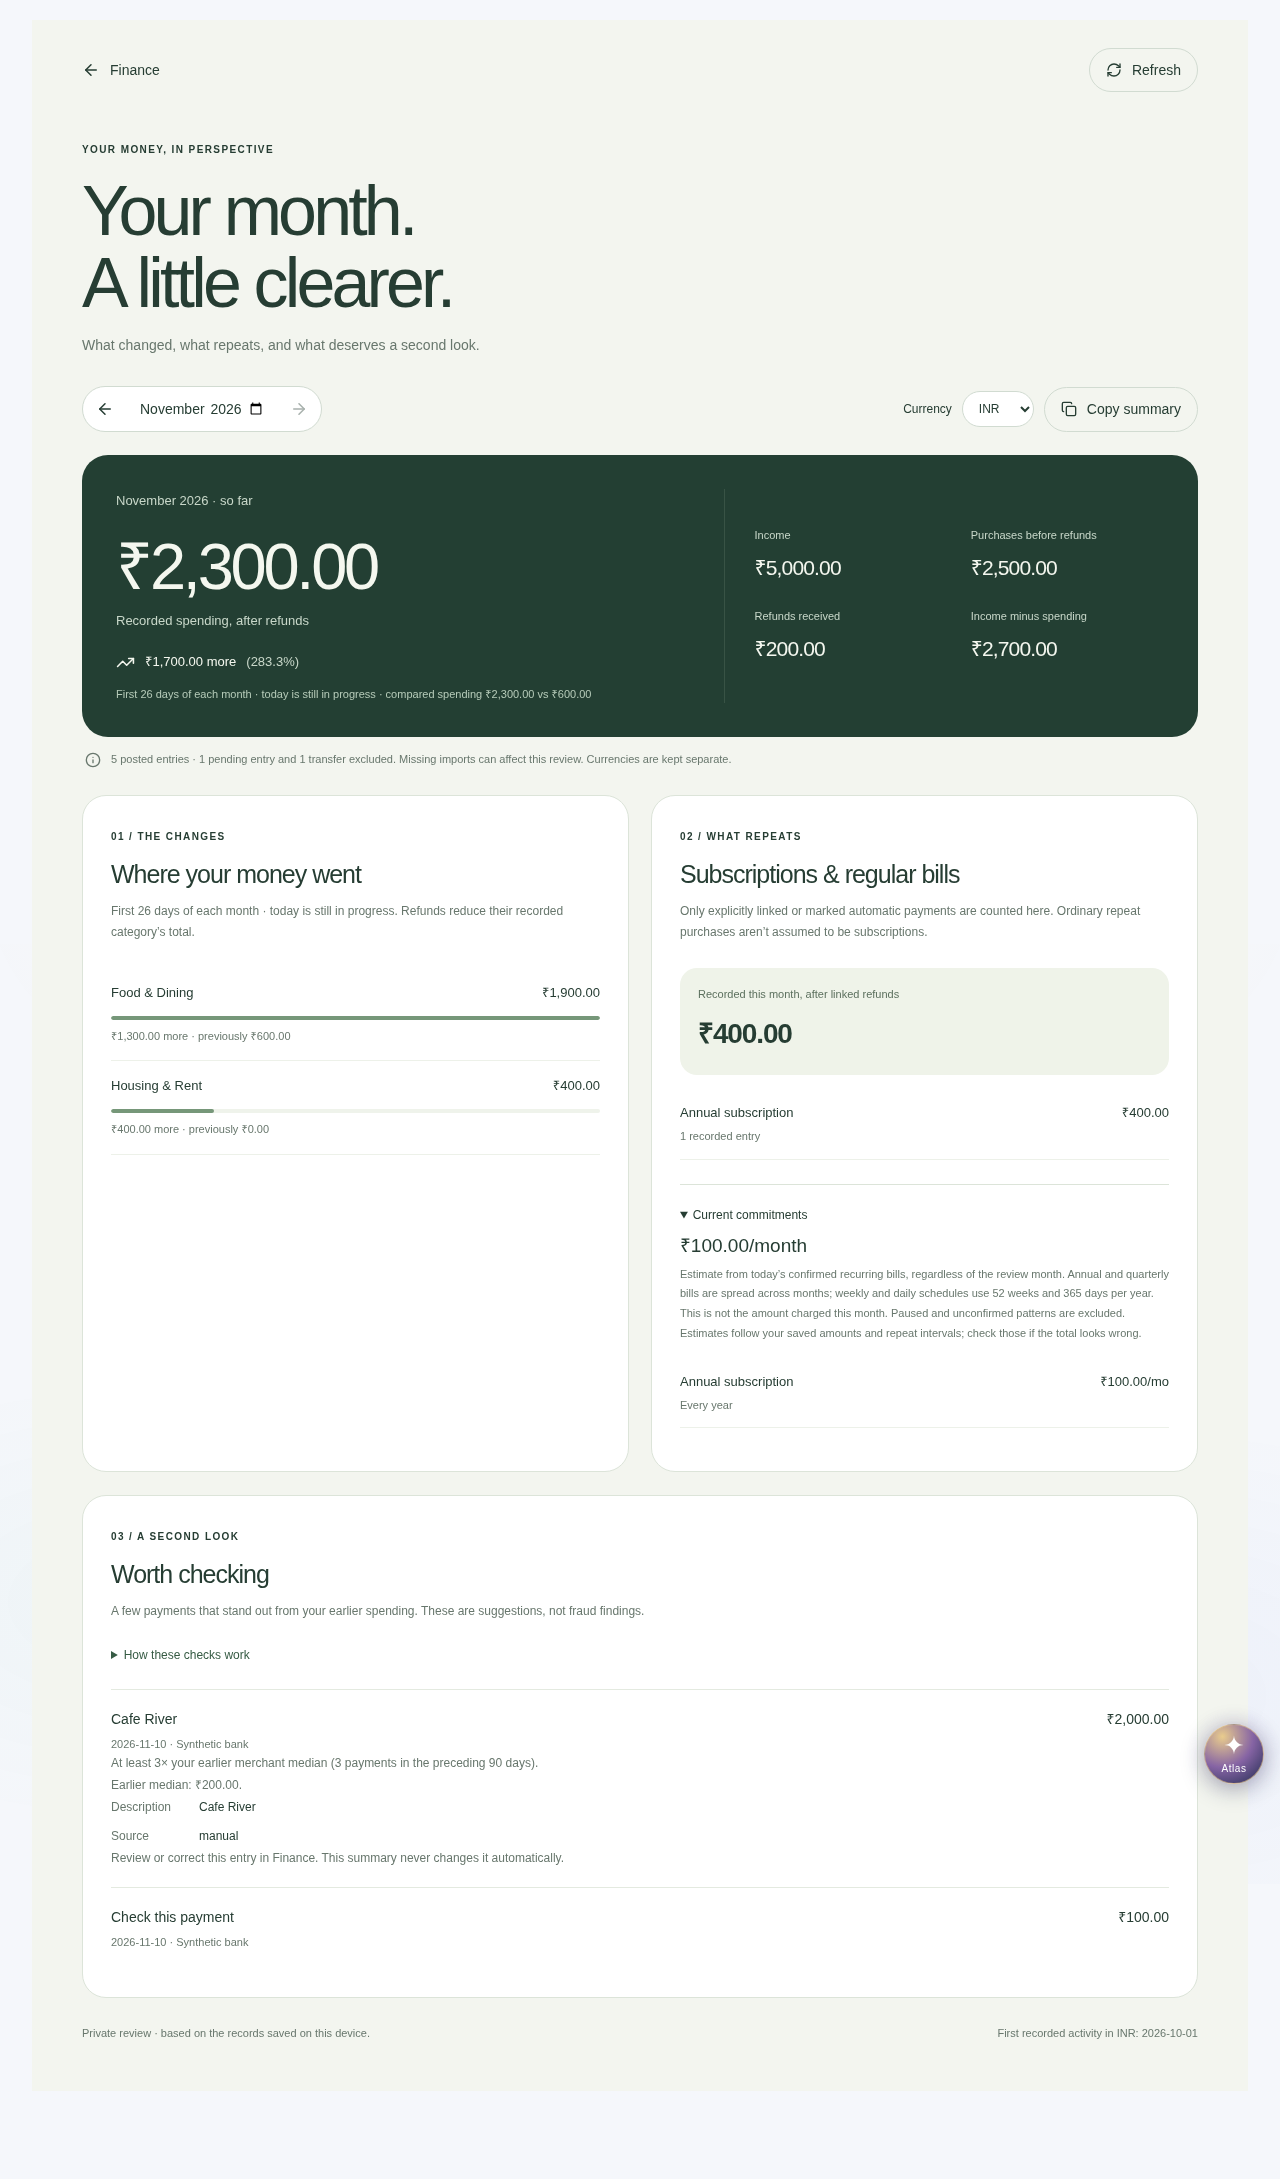 Finance
Refresh
YOUR MONEY, IN PERSPECTIVE
Your month.
A little clearer.
What changed, what repeats, and what deserves a second look.
November 2026
Currency
INR
Copy summary
November 2026 · so far
₹2,300.00
Recorded spending, after refunds
₹1,700.00 more (283.3%)
First 26 days of each month · today is still in progress · compared spending ₹2,300.00 vs ₹600.00
Income
₹5,000.00
Purchases before refunds
₹2,500.00
Refunds received
₹200.00
Income minus spending
₹2,700.00
5 posted entries · 1 pending entry and 1 transfer excluded. Missing imports can affect this review. Currencies are kept separate.
01 / THE CHANGES
Where your money went
First 26 days of each month · today is still in progress. Refunds reduce their recorded
category’s total.
Food & Dining ₹1,900.00
₹1,300.00 more · previously ₹600.00
Housing & Rent ₹400.00
₹400.00 more · previously ₹0.00
02 / WHAT REPEATS
Subscriptions & regular bills
Only explicitly linked or marked automatic payments are counted here. Ordinary repeat
purchases aren’t assumed to be subscriptions.
Recorded this month, after linked refunds
₹400.00
Annual subscription ₹400.00
1 recorded entry
Current commitments
₹100.00/month
Estimate from today’s confirmed recurring bills, regardless of the review month. Annual and quarterly
bills are spread across months; weekly and daily schedules use 52 weeks and 365 days per year.
This is not the amount charged this month. Paused and unconfirmed patterns are excluded.
Estimates follow your saved amounts and repeat intervals; check those if the total looks wrong.
Annual subscription ₹100.00/mo
Every year
03 / A SECOND LOOK
Worth checking
A few payments that stand out from your earlier spending. These are suggestions, not fraud findings.
How these checks work
Cafe River ₹2,000.00
2026-11-10 · Synthetic bank
At least 3× your earlier merchant median (3 payments in the preceding 90 days).
Earlier median: ₹200.00.
Description Cafe River
Source manual
Review or correct this entry in Finance. This summary never changes it automatically.
Check this payment ₹100.00
2026-11-10 · Synthetic bank
Atlas
Private review · based on the records saved on this device.
First recorded activity in INR: 2026-10-01